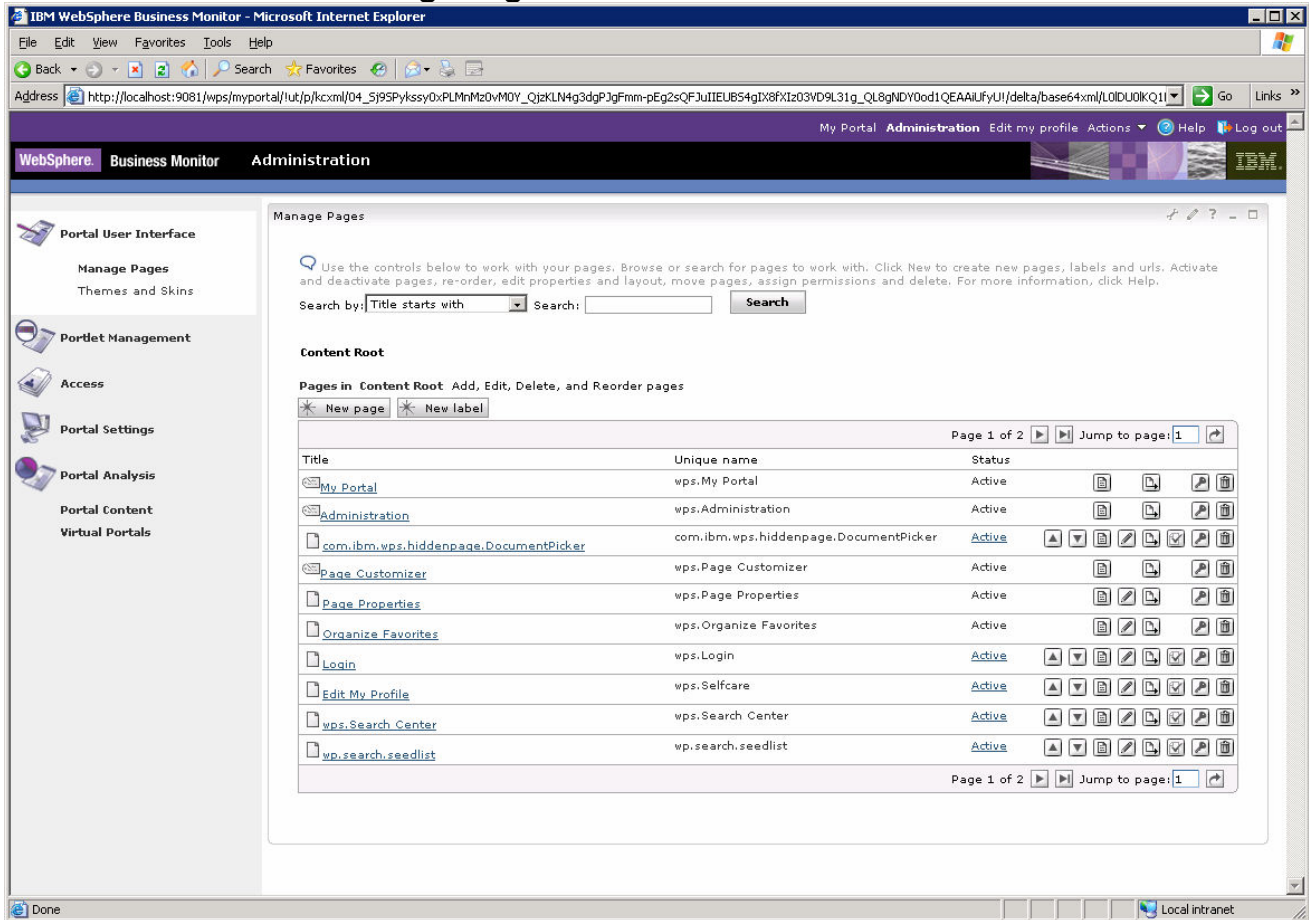 IBM WebSphere Business Monitor - Microsoft Internet Explorer
File Edit View Favorites Tools Help
Back Search Favorites
Address http://localhost:9081/wps/myportal/!ut/p/kcxml/ Go Links »
My Portal Administration Edit my profile Actions Help Log out
WebSphere. Business Monitor Administration IBM.
Manage Pages
Portal User Interface
Manage Pages
Themes and Skins
Portlet Management
Access
Portal Settings
Portal Analysis
Portal Content
Virtual Portals
Use the controls below to work with your pages. Browse or search for pages to work with. Click New to create new pages, labels and urls. Activate
and deactivate pages, re-order, edit properties and layout, move pages, assign permissions and delete. For more information, click Help.
Search by: Title starts with Search: Search
Content Root
Pages in Content Root Add, Edit, Delete, and Reorder pages
New page New label
Page 1 of 2 Jump to page: 1
Title Unique name Status
My Portal wps.My Portal Active
Administration wps.Administration Active
com.ibm.wps.hiddenpage.DocumentPicker com.ibm.wps.hiddenpage.DocumentPicker Active
Page Customizer wps.Page Customizer Active
Page Properties wps.Page Properties Active
Organize Favorites wps.Organize Favorites Active
Login wps.Login Active
Edit My Profile wps.Selfcare Active
wps.Search Center wps.Search Center Active
wp.search.seedlist wp.search.seedlist Active
Page 1 of 2 Jump to page: 1
Done Local intranet